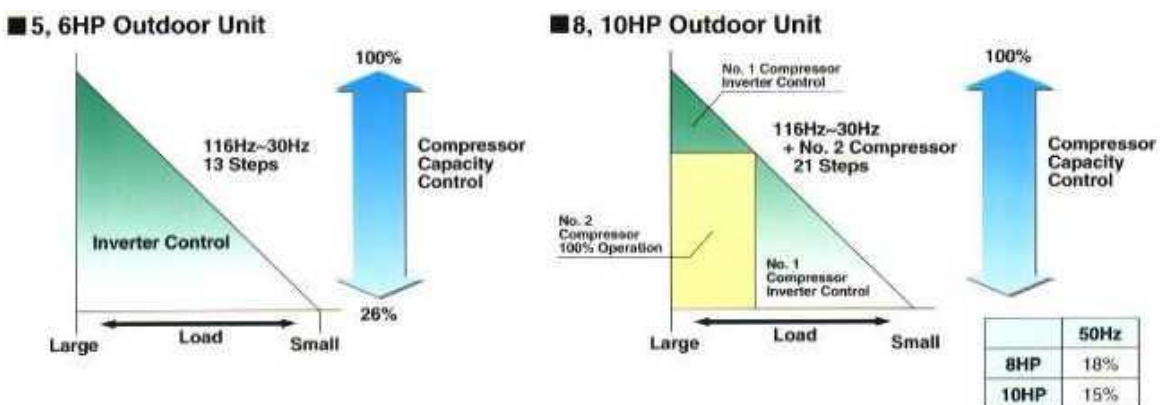 ■5, 6HP Outdoor Unit
100%
116Hz~30Hz
13 Steps
Compressor
Capacity
Control
Inverter Control
26%
Large
Load
Small
■8, 10HP Outdoor Unit
No. 1 Compressor
Inverter Control
100%
116Hz~30Hz
+ No. 2 Compressor
21 Steps
Compressor
Capacity
Control
No. 2
Compressor
100% Operation
No. 1
Compressor
Inverter Control
Large
Load
Small
50Hz
8HP 18%
10HP 15%